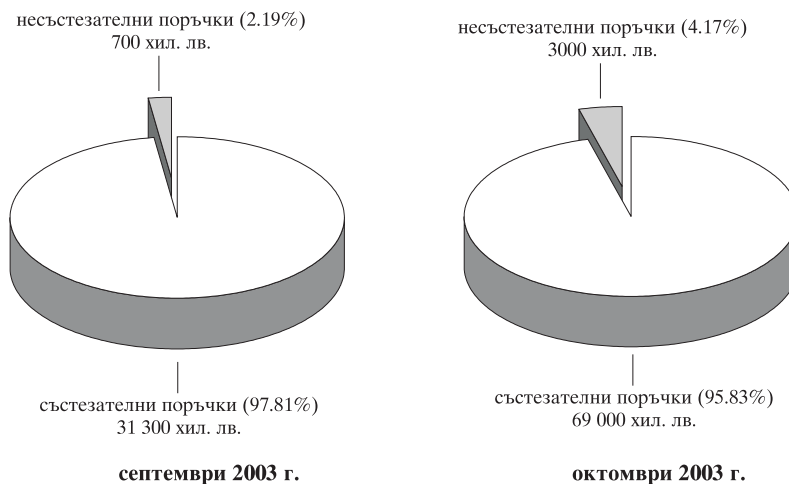 несъстезателни поръчки (2.19%)
700 хил. лв.
състезателни поръчки (97.81%)
31 300 хил. лв.
септември 2003 г.
несъстезателни поръчки (4.17%)
3000 хил. лв.
състезателни поръчки (95.83%)
69 000 хил. лв.
октомври 2003 г.